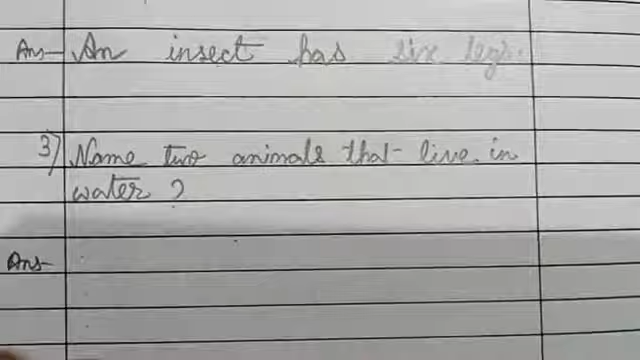 Ans- An insect has six legs.
3) Name two animals that live in
water ?
Ans-